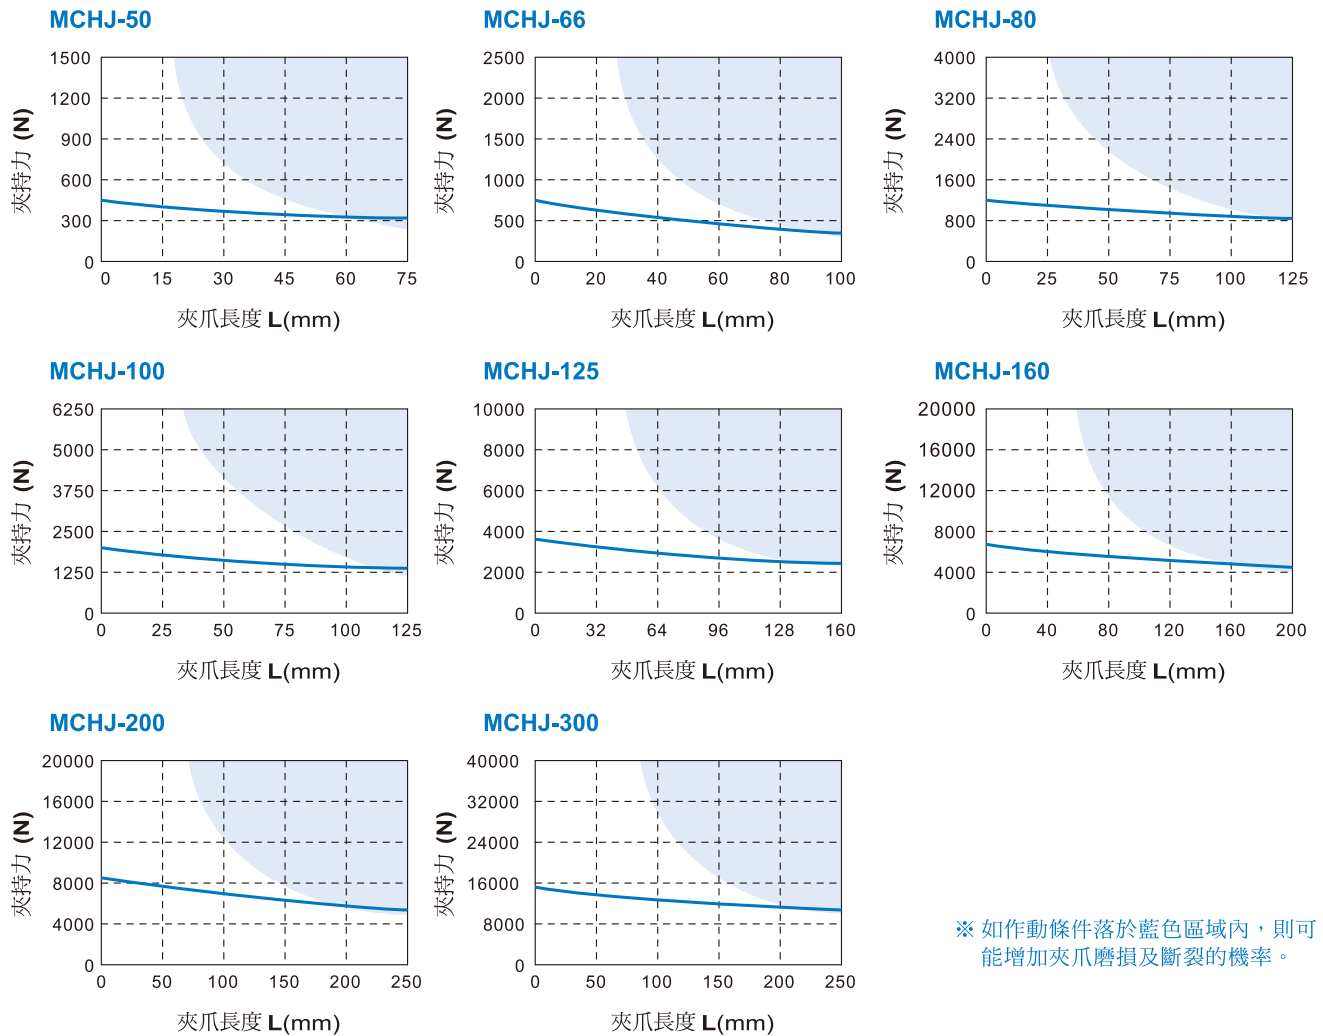 MCHJ-50
夾持力 (N)
1500
1200
900
600
300
0
0 15 30 45 60 75
夾爪長度 L(mm)
MCHJ-66
夾持力 (N)
2500
2000
1500
1000
500
0
0 20 40 60 80 100
夾爪長度 L(mm)
MCHJ-80
夾持力 (N)
4000
3200
2400
1600
800
0
0 25 50 75 100 125
夾爪長度 L(mm)
MCHJ-100
夾持力 (N)
6250
5000
3750
2500
1250
0
0 25 50 75 100 125
夾爪長度 L(mm)
MCHJ-125
夾持力 (N)
10000
8000
6000
4000
2000
0
0 32 64 96 128 160
夾爪長度 L(mm)
MCHJ-160
夾持力 (N)
20000
16000
12000
8000
4000
0
0 40 80 120 160 200
夾爪長度 L(mm)
MCHJ-200
夾持力 (N)
20000
16000
12000
8000
4000
0
0 50 100 150 200 250
夾爪長度 L(mm)
MCHJ-300
夾持力 (N)
40000
32000
24000
16000
8000
0
0 50 100 150 200 250
夾爪長度 L(mm)
※ 如作動條件落於藍色區域內，則可
能增加夾爪磨損及斷裂的機率。